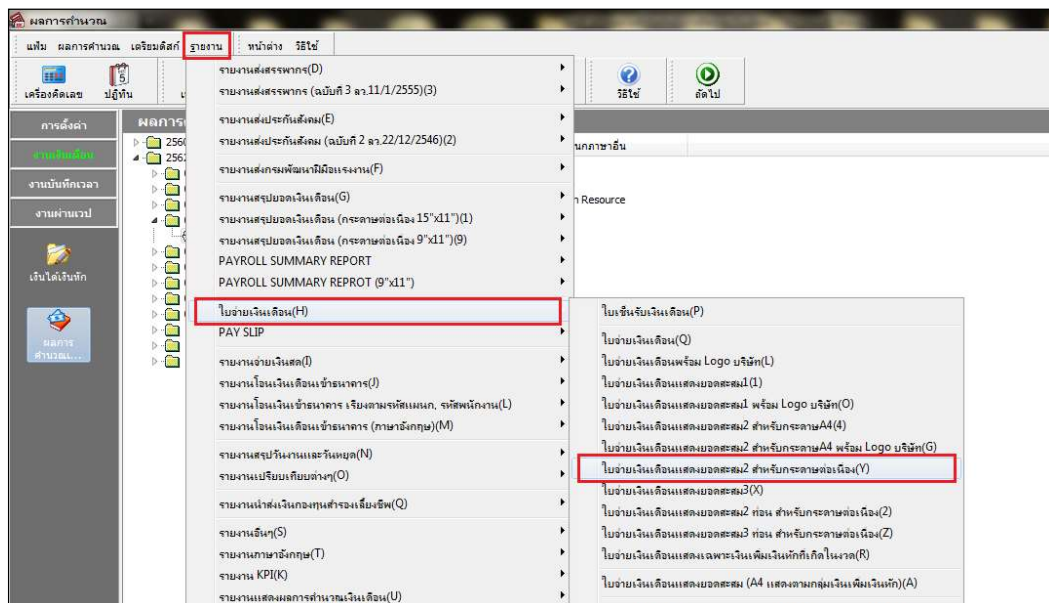 ผลการคำนวณ
แฟ้ม ผลการคำนวณ เตรียมดิสก์ รายงาน หน้าต่าง วิธีใช้
เครื่องคิดเลข ปฏิทิน วิธีใช้ ถัดไป
การตั้งค่า
งานเงินเดือน
งานบันทึกเวลา
งานผ่านเวป
เงินได้เงินหัก
ผลการ
คำนวณเ...
ผลการ
2560
2562
นกภาษาอื่น
n Resource
รายงานส่งสรรพากร(D)
รายงานส่งสรรพากร (ฉบับที่ 3 ลว.11/1/2555)(3)
รายงานส่งประกันสังคม(E)
รายงานส่งประกันสังคม (ฉบับที่ 2 ลว.22/12/2546)(2)
รายงานส่งกรมพัฒนาฝีมือแรงงาน(F)
รายงานสรุปยอดเงินเดือน(G)
รายงานสรุปยอดเงินเดือน (กระดาษต่อเนื่อง 15"x11")(1)
รายงานสรุปยอดเงินเดือน (กระดาษต่อเนื่อง 9"x11")(9)
PAYROLL SUMMARY REPORT
PAYROLL SUMMARY REPROT (9"x11")
ใบจ่ายเงินเดือน(H)
PAY SLIP
รายงานจ่ายเงินสด(I)
รายงานโอนเงินเดือนเข้าธนาคาร(J)
รายงานโอนเงินเข้าธนาคาร เรียงตามรหัสแผนก, รหัสพนักงาน(L)
รายงานโอนเงินเดือนเข้าธนาคาร (ภาษาอังกฤษ)(M)
รายงานสรุปวันงานและวันหยุด(N)
รายงานเปรียบเทียบต่างๆ(O)
รายงานนำส่งเงินกองทุนสำรองเลี้ยงชีพ(Q)
รายงานอื่นๆ(S)
รายงานภาษาอังกฤษ(T)
รายงาน KPI(K)
รายงานแสดงผลการคำนวณเงินเดือน(U)
ใบเซ็นรับเงินเดือน(P)
ใบจ่ายเงินเดือน(Q)
ใบจ่ายเงินเดือนพร้อม Logo บริษัท(L)
ใบจ่ายเงินเดือนแสดงยอดสะสม1(1)
ใบจ่ายเงินเดือนแสดงยอดสะสม1 พร้อม Logo บริษัท(O)
ใบจ่ายเงินเดือนแสดงยอดสะสม2 สำหรับกระดาษA4(4)
ใบจ่ายเงินเดือนแสดงยอดสะสม2 สำหรับกระดาษA4 พร้อม Logo บริษัท(G)
ใบจ่ายเงินเดือนแสดงยอดสะสม2 สำหรับกระดาษต่อเนื่อง(Y)
ใบจ่ายเงินเดือนแสดงยอดสะสม3(X)
ใบจ่ายเงินเดือนแสดงยอดสะสม2 ท่อน สำหรับกระดาษต่อเนื่อง(2)
ใบจ่ายเงินเดือนแสดงยอดสะสม3 ท่อน สำหรับกระดาษต่อเนื่อง(Z)
ใบจ่ายเงินเดือนแสดงเฉพาะเงินเพิ่มเงินหักที่เกิดในงวด(R)
ใบจ่ายเงินเดือนแสดงยอดสะสม (A4 แสดงตามกลุ่มเงินเพิ่มเงินหัก)(A)